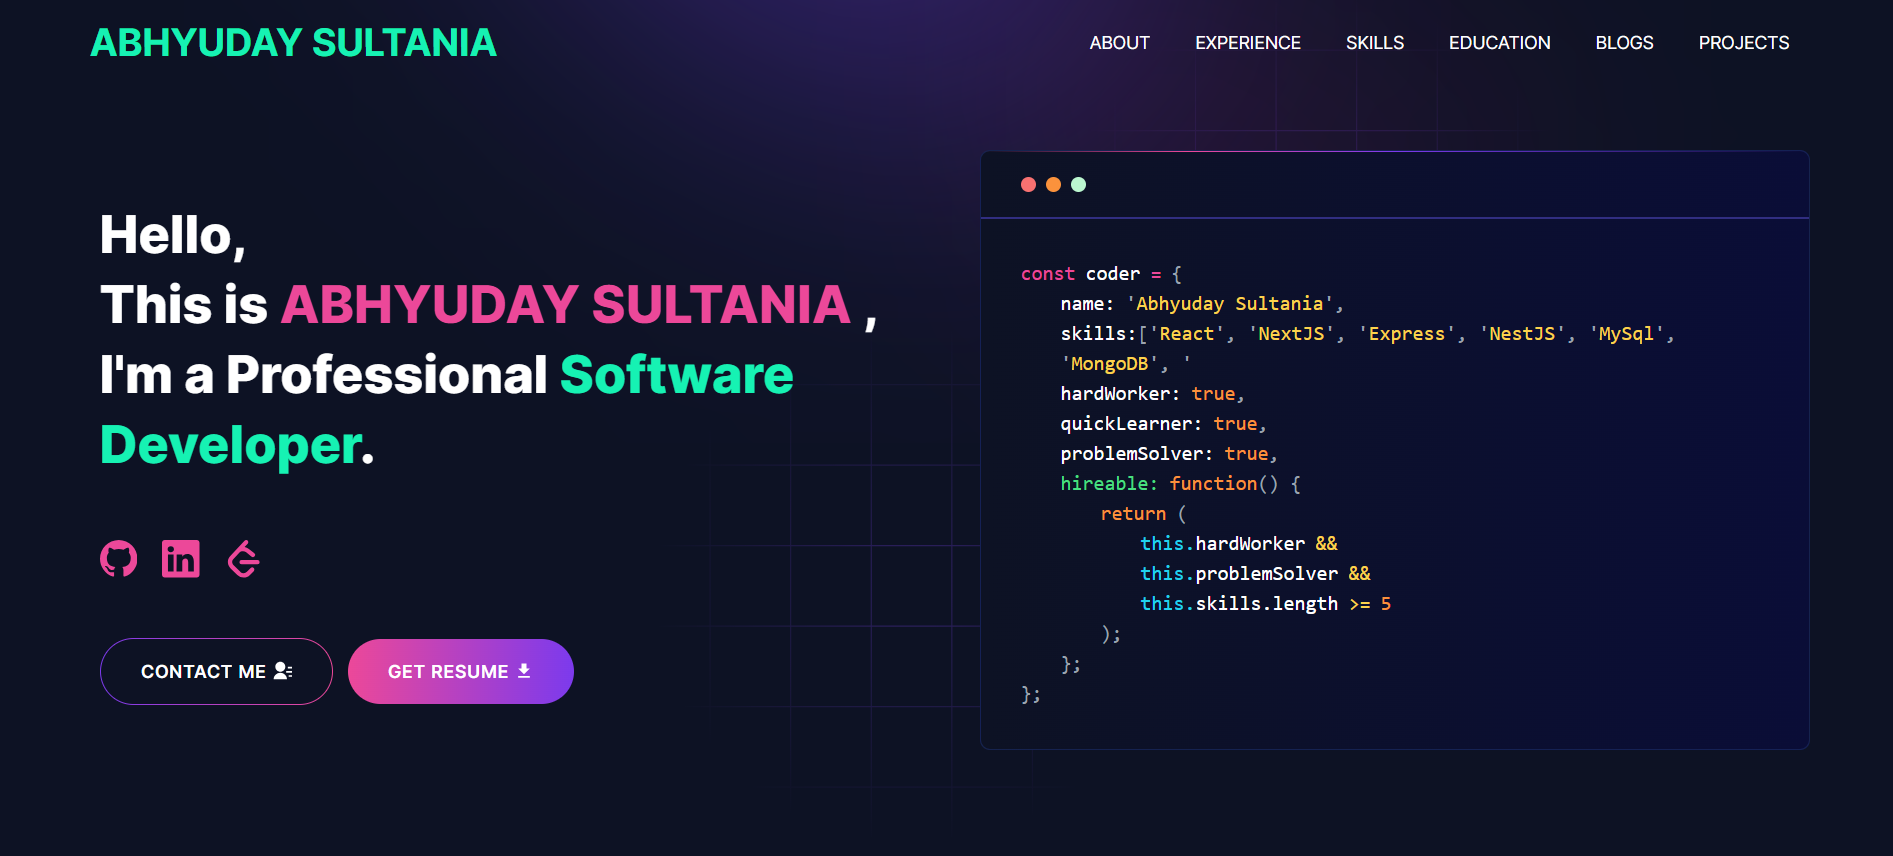 ABHYUDAY SULTANIA
ABOUT EXPERIENCE SKILLS EDUCATION BLOGS PROJECTS
Hello,
This is ABHYUDAY SULTANIA ,
I'm a Professional Software
Developer.
CONTACT ME
GET RESUME
const coder = {
name: 'Abhyuday Sultania',
skills:['React', 'NextJS', 'Express', 'NestJS', 'MySql',
'MongoDB', '
hardWorker: true,
quickLearner: true,
problemSolver: true,
hireable: function() {
return (
this.hardWorker &&
this.problemSolver &&
this.skills.length >= 5
);
};
};